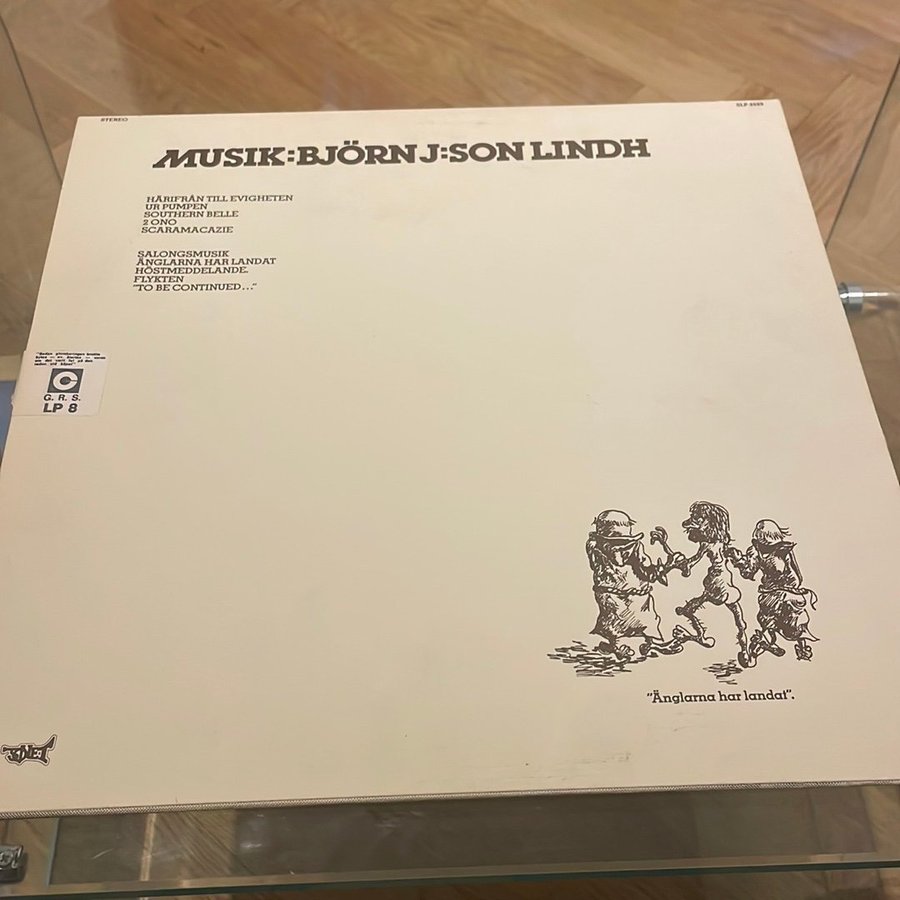 STEREO
MUSIK:BJÖRN J:SON LINDH
HÄRIFRÅN TILL EVIGHETEN
UR PUMPEN
SOUTHERN BELLE
2 ONO
SCARAMACAZIE
SALONGSMUSIK
ÄNGLARNA HAR LANDAT
HÖSTMEDDELANDE.
FLYKTEN
"TO BE CONTINUED..."
C
G. R. S.
LP 8
"Änglarna har landat".